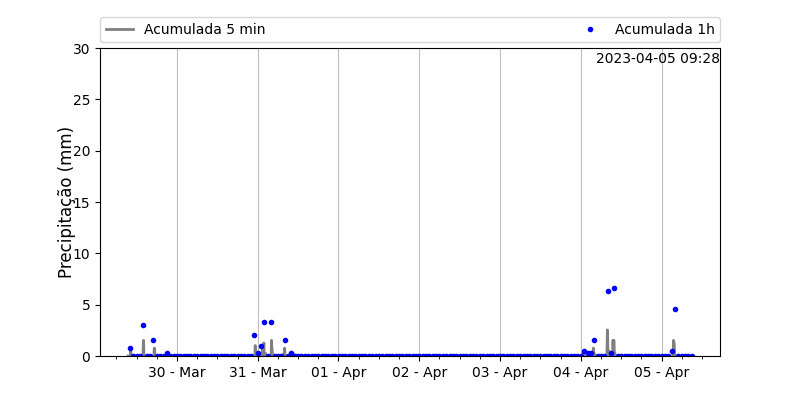 Acumulada 5 min
Acumulada 1h
2023-04-05 09:28
Precipitação (mm)
30
25
20
15
10
5
0
30 - Mar
31 - Mar
01 - Apr
02 - Apr
03 - Apr
04 - Apr
05 - Apr